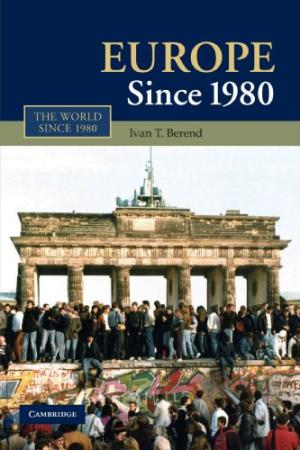 EUROPE
Since 1980
THE WORLD
SINCE 1980
Ivan T. Berend
CAMBRIDGE